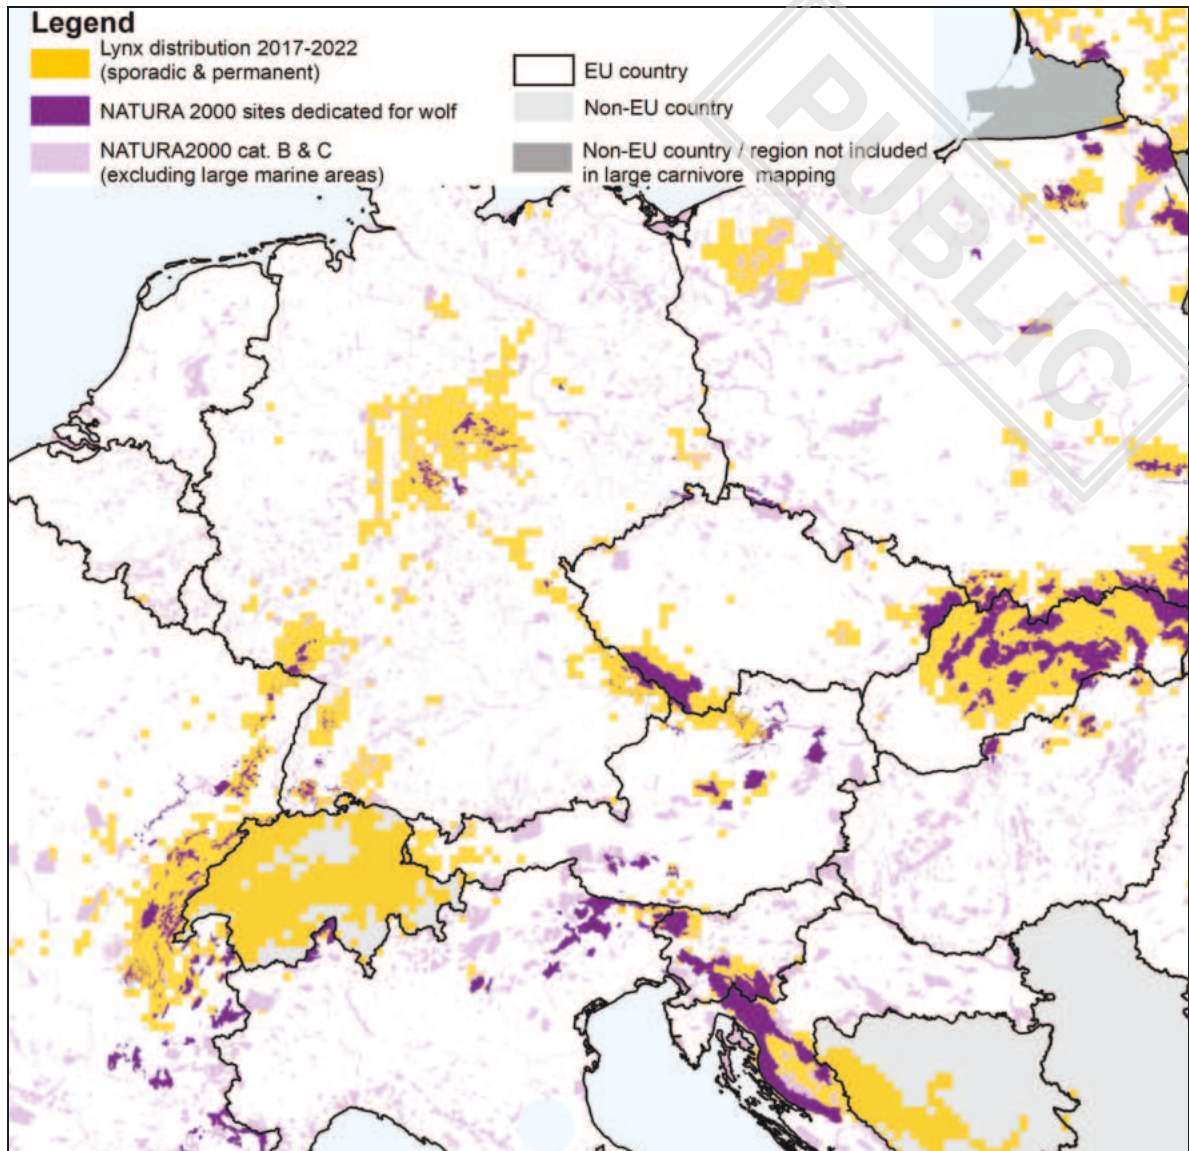 Legend
Lynx distribution 2017-2022
(sporadic & permanent)
NATURA 2000 sites dedicated for wolf
NATURA2000 cat. B & C
(excluding large marine areas)
EU country
Non-EU country
Non-EU country / region not included
in large carnivore mapping
PUBLIC